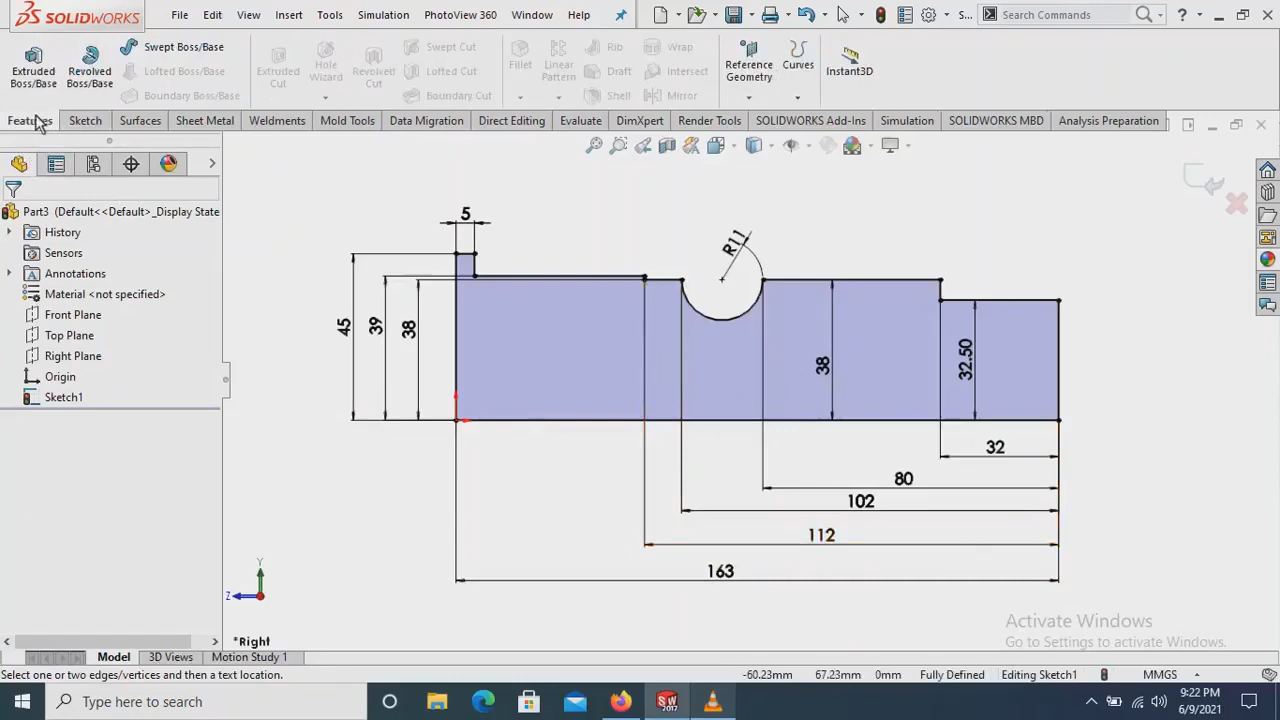 SOLIDWORKS File Edit View Insert Tools Simulation PhotoView 360 Window Help S... Search Commands ?
Extruded Boss/Base
Revolved Boss/Base
Swept Boss/Base
Lofted Boss/Base
Boundary Boss/Base
Extruded Cut
Hole Wizard
Revolved Cut
Swept Cut
Lofted Cut
Boundary Cut
Fillet
Linear Pattern
Rib
Draft
Shell
Wrap
Intersect
Mirror
Reference Geometry
Curves
Instant3D
Features Sketch Surfaces Sheet Metal Weldments Mold Tools Data Migration Direct Editing Evaluate DimXpert Render Tools SOLIDWORKS Add-Ins Simulation SOLIDWORKS MBD Analysis Preparation
Part3 (Default<<Default>_Display State
History
Sensors
Annotations
Material <not specified>
Front Plane
Top Plane
Right Plane
Origin
Sketch1
5
R11
45
39
38
38
32.50
32
80
102
112
163
Y
Z
*Right
Activate Windows
Go to Settings to activate Windows.
Model 3D Views Motion Study 1
Select one or two edges/vertices and then a text location. -60.23mm 67.23mm 0mm Fully Defined Editing Sketch1 MMGS
Type here to search
SW
2017
9:22 PM
6/9/2021